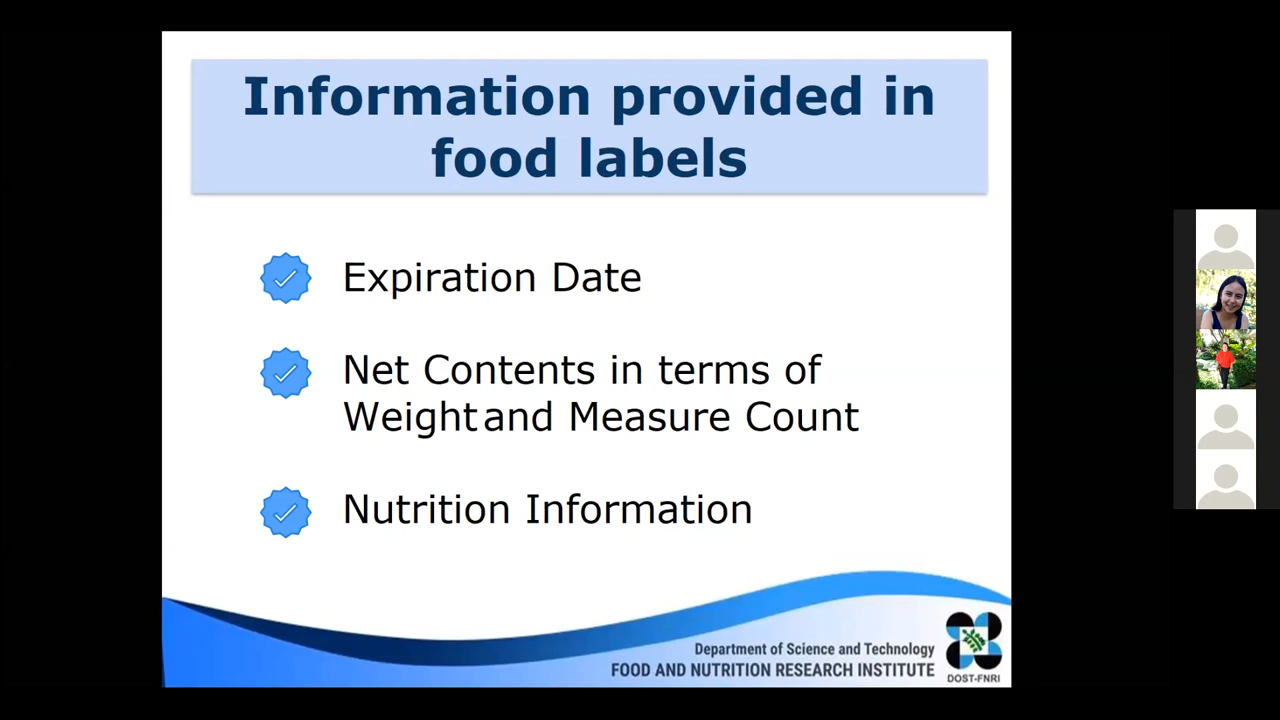 Information provided in
food labels
Expiration Date
Net Contents in terms of
Weight and Measure Count
Nutrition Information
Department of Science and Technology
FOOD AND NUTRITION RESEARCH INSTITUTE
DOST-FNRI